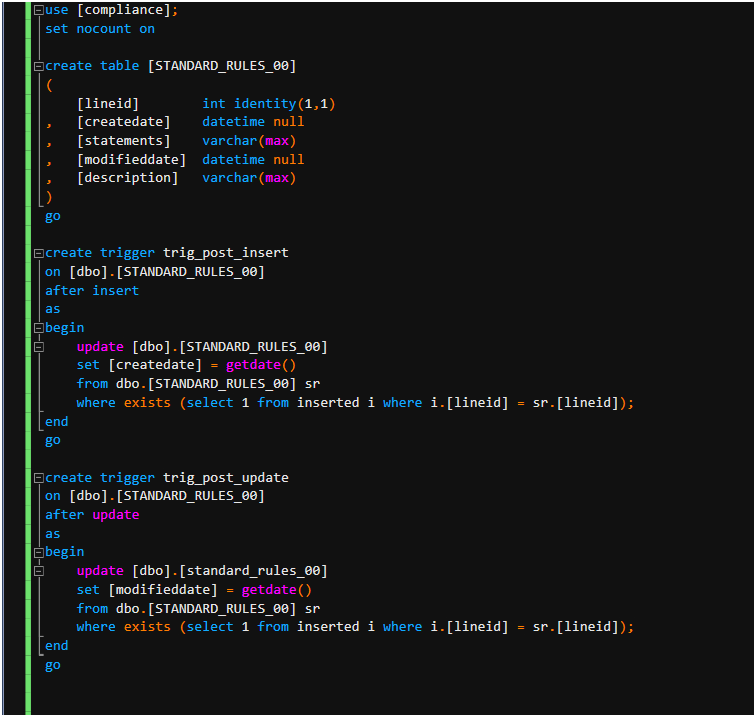 use [compliance];
set nocount on
create table [STANDARD_RULES_00]
(
[lineid] int identity(1,1)
, [createdate] datetime null
, [statements] varchar(max)
, [modifieddate] datetime null
, [description] varchar(max)
)
go
create trigger trig_post_insert
on [dbo].[STANDARD_RULES_00]
after insert
as
begin
update [dbo].[STANDARD_RULES_00]
set [createdate] = getdate()
from dbo.[STANDARD_RULES_00] sr
where exists (select 1 from inserted i where i.[lineid] = sr.[lineid]);
end
go
create trigger trig_post_update
on [dbo].[STANDARD_RULES_00]
after update
as
begin
update [dbo].[standard_rules_00]
set [modifieddate] = getdate()
from dbo.[STANDARD_RULES_00] sr
where exists (select 1 from inserted i where i.[lineid] = sr.[lineid]);
end
go